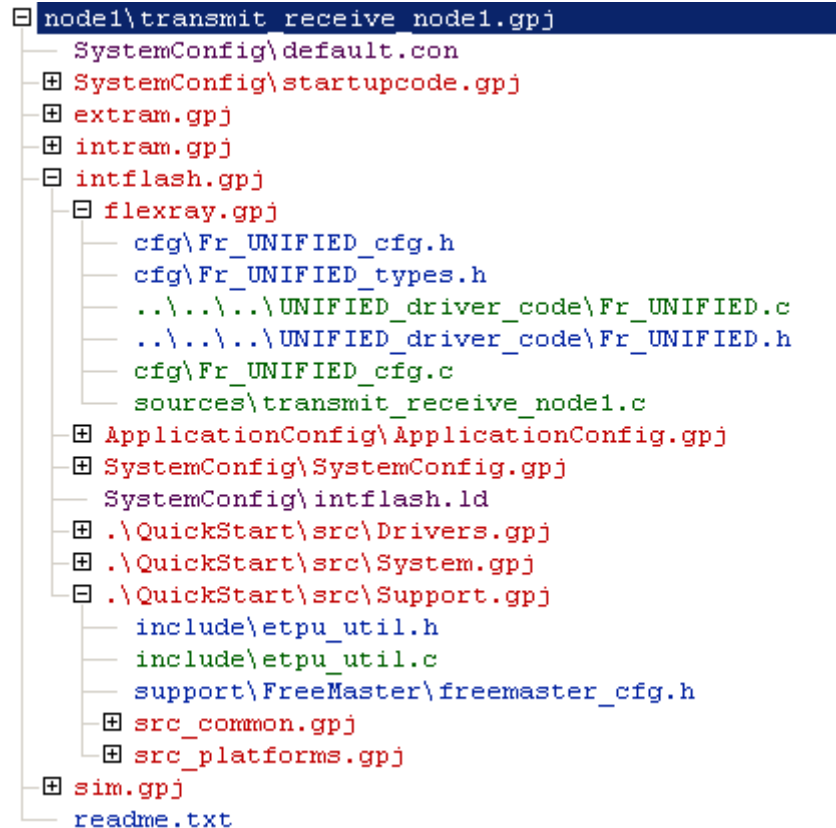 node1\transmit_receive_node1.gpj
SystemConfig\default.con
SystemConfig\startupcode.gpj
extram.gpj
intram.gpj
intflash.gpj
flexray.gpj
cfg\Fr_UNIFIED_cfg.h
cfg\Fr_UNIFIED_types.h
..\..\..\UNIFIED_driver_code\Fr_UNIFIED.c
..\..\..\UNIFIED_driver_code\Fr_UNIFIED.h
cfg\Fr_UNIFIED_cfg.c
sources\transmit_receive_node1.c
ApplicationConfig\ApplicationConfig.gpj
SystemConfig\SystemConfig.gpj
SystemConfig\intflash.ld
.\QuickStart\src\Drivers.gpj
.\QuickStart\src\System.gpj
.\QuickStart\src\Support.gpj
include\etpu_util.h
include\etpu_util.c
support\FreeMaster\freemaster_cfg.h
src_common.gpj
src_platforms.gpj
sim.gpj
readme.txt